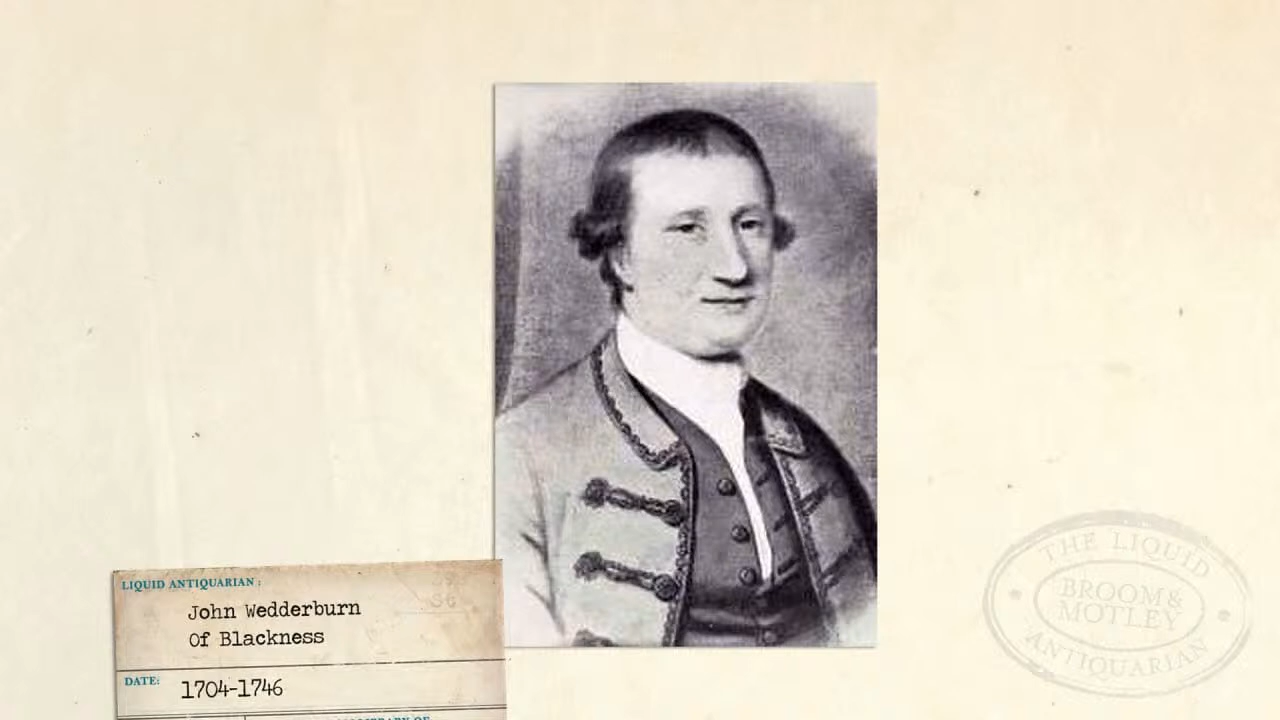 LIQUID ANTIQUARIAN :
John Wedderburn
Of Blackness
DATE:
1704-1746
THE LIQUID
BROOM &
MOTLEY
ANTIQUARIAN